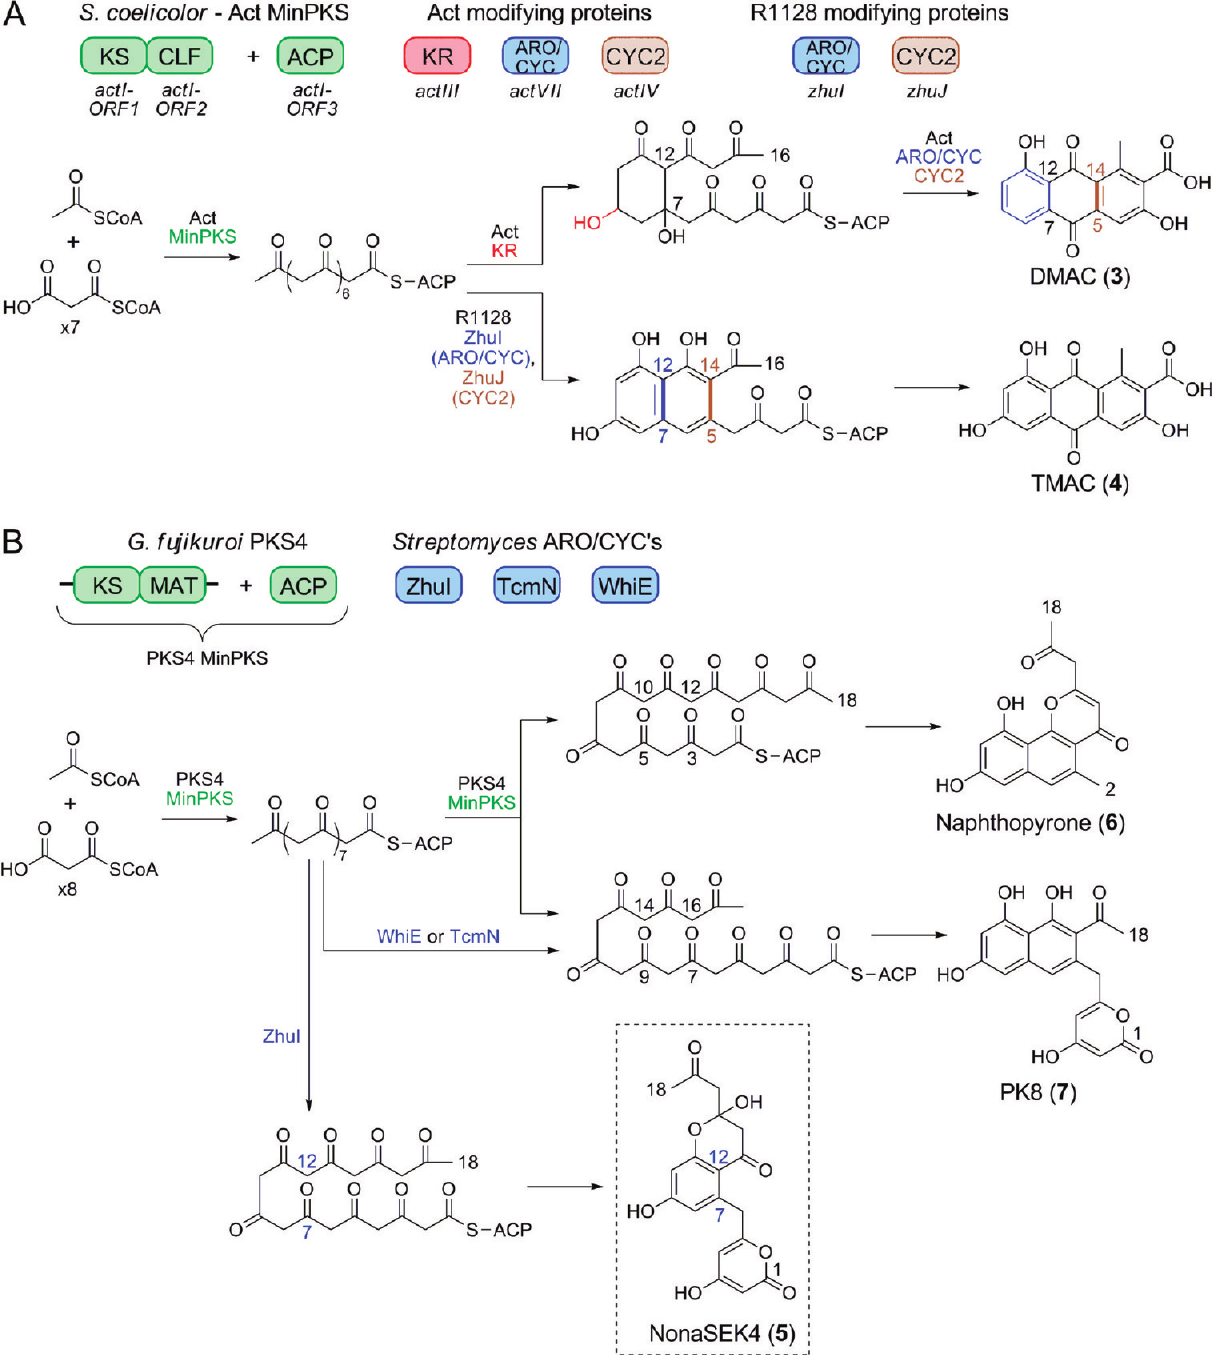 A
S. coelicolor - Act MinPKS
Act modifying proteins
R1128 modifying proteins
KS CLF + ACP
KR ARO/CYC CYC2
ARO/CYC CYC2
actI-ORF1 actI-ORF2 actI-ORF3
actIII actVII actIV
zhuI zhuJ
O
SCoA
+
O O
HO SCoA
x7
Act
MinPKS
O O O
6
S–ACP
Act
KR
R1128
ZhuI
(ARO/CYC),
ZhuJ
(CYC2)
O O O
12 16
7 O O O
HO OH S–ACP
Act
ARO/CYC
CYC2
OH O O
12 14 OH
7 5 OH
O
DMAC (3)
OH OH O
12 14 16
O O
HO 7 5 S–ACP
OH O O
OH
HO OH
O
TMAC (4)
B
G. fujikuroi PKS4
Streptomyces ARO/CYC's
KS MAT + ACP
ZhuI TcmN WhiE
PKS4 MinPKS
O
SCoA
+
O O
HO SCoA
x8
PKS4
MinPKS
O O O
7
S–ACP
PKS4
MinPKS
O O O O O
10 12 18
O O O
O 5 3 S–ACP
18
O
OH O
O
HO 2
Naphthopyrone (6)
WhiE or TcmN
O O O
14 16
O O O O O
O 9 7 S–ACP
OH OH O
18
HO
O
1
HO O
PK8 (7)
ZhuI
O O O O
12 18
O O O O
O 7 S–ACP
O
18
OH
O
12
O
HO 7
O
1
HO O
NonaSEK4 (5)